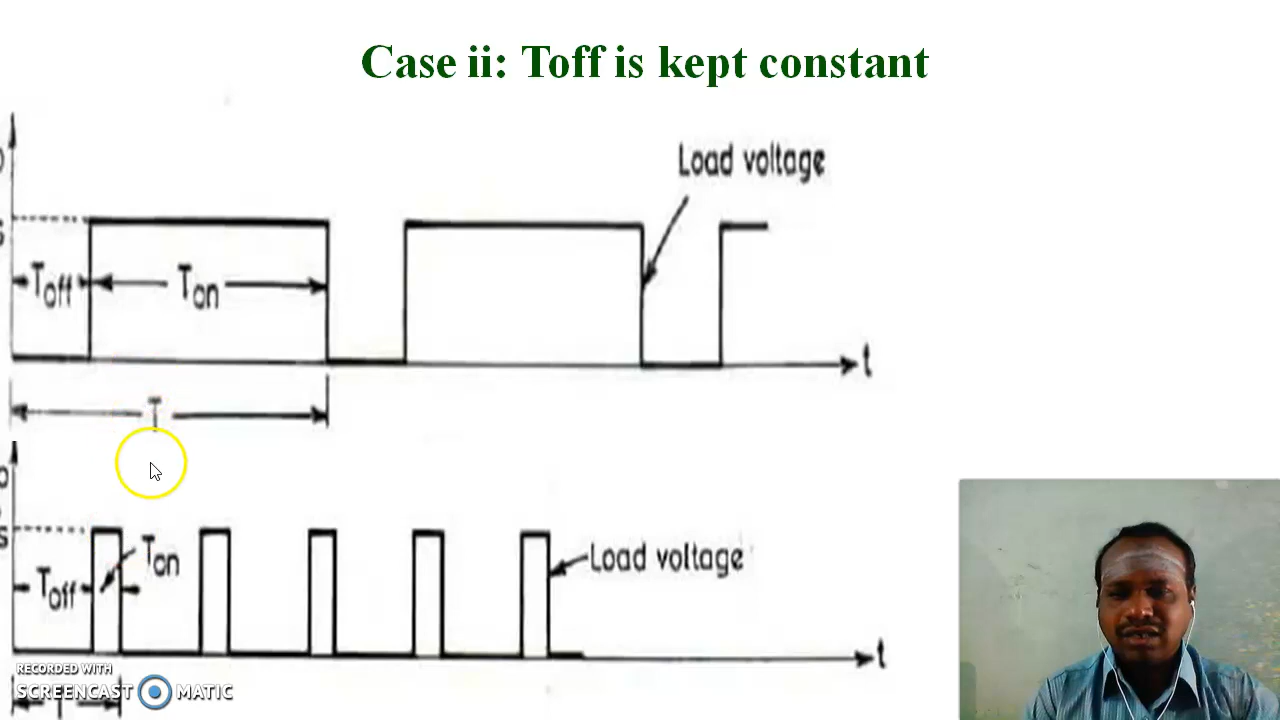 Case ii: Toff is kept constant
Load voltage
s
Toff
Ton
t
T
s
Ton
Load voltage
Toff
t
RECORDED WITH
SCREENCAST MATIC
T